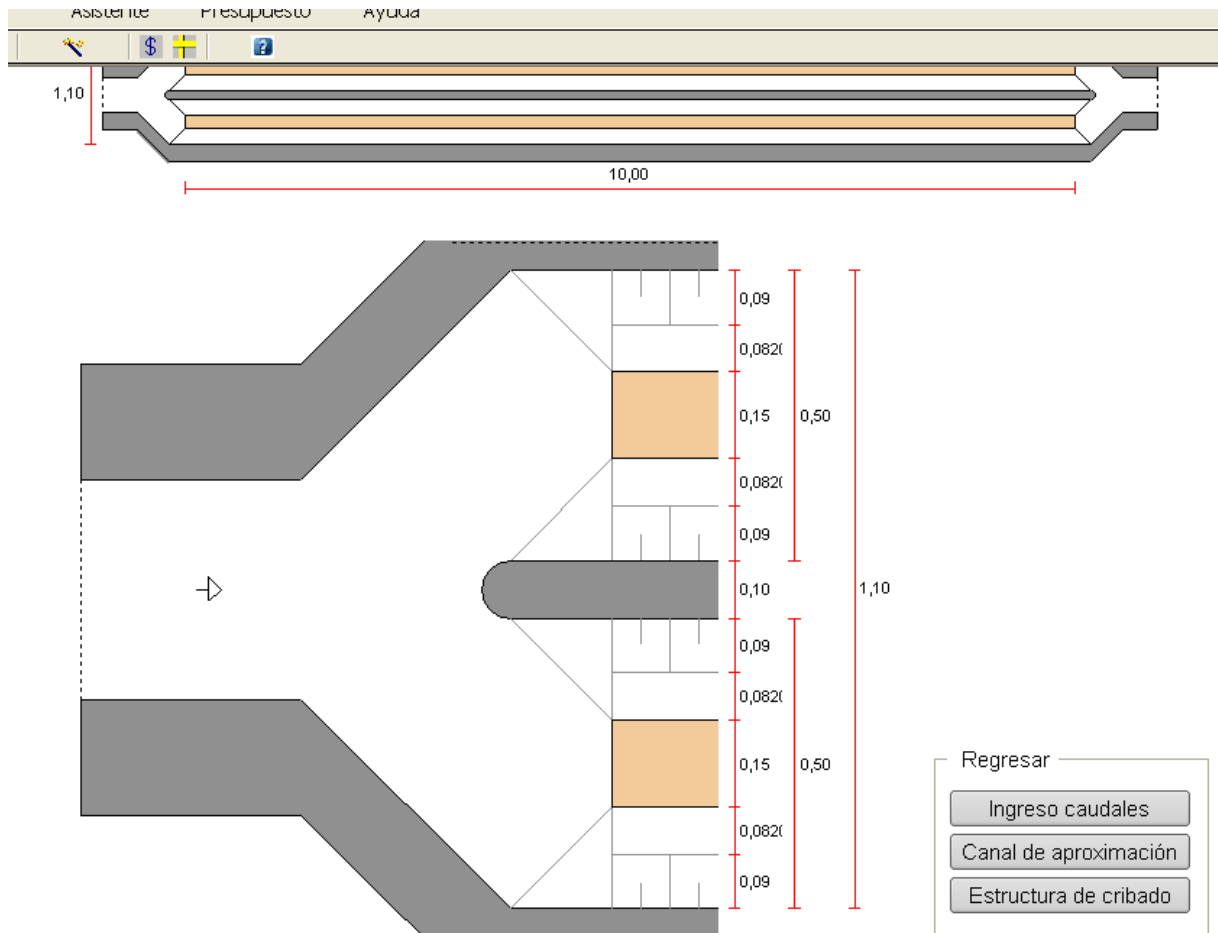 Asistente Presupuesto Ayuda
$ ?
1,10
10,00
0,09
0,082
0,15 0,50
0,082
0,09
0,10 1,10
0,09
0,082
0,15 0,50
0,082
0,09
Regresar
Ingreso caudales
Canal de aproximación
Estructura de cribado